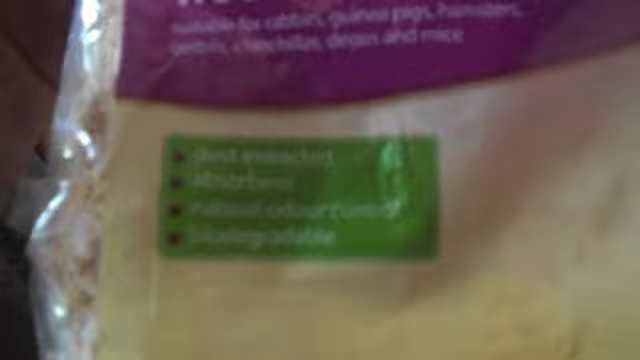 suitable for rabbits, guinea pigs, hamsters,
gerbils, chinchillas, degus and mice
dust extracted
absorbent
natural odour control
biodegradable